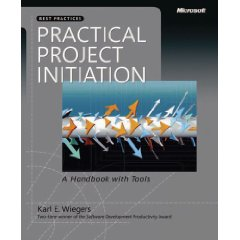 Microsoft
BEST PRACTICES
PRACTICAL
PROJECT
INITIATION
A Handbook with Tools
Karl E. Wiegers
Two-time winner of the Software Development Productivity Award